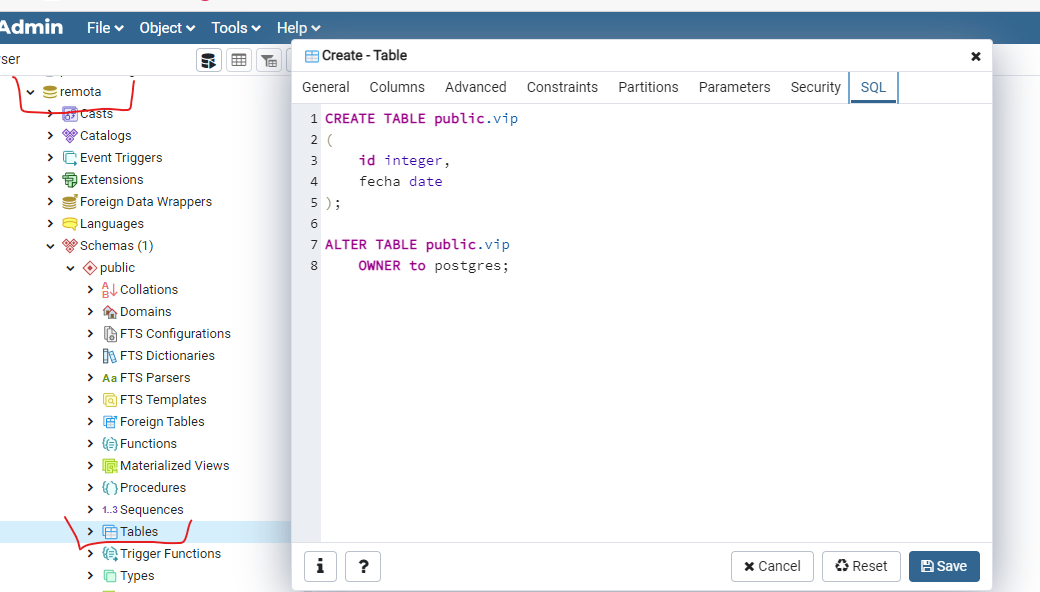 Admin File Object Tools Help
ser
remota
Casts
Catalogs
Event Triggers
Extensions
Foreign Data Wrappers
Languages
Schemas (1)
public
Collations
Domains
FTS Configurations
FTS Dictionaries
Aa FTS Parsers
FTS Templates
Foreign Tables
Functions
Materialized Views
Procedures
1..3 Sequences
Tables
Trigger Functions
Types
Create - Table
General Columns Advanced Constraints Partitions Parameters Security SQL
1 CREATE TABLE public.vip
2 (
3 id integer,
4 fecha date
5 );
6
7 ALTER TABLE public.vip
8 OWNER to postgres;
i ? Cancel Reset Save